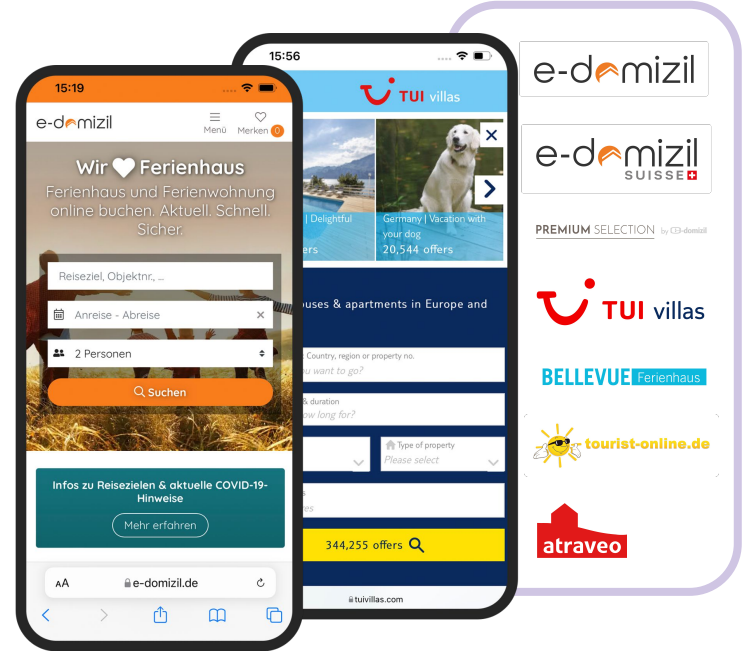 15:19
e-domizil
Menü
Merken 0
Wir Ferienhaus
Ferienhaus und Ferienwohnung
online buchen. Aktuell. Schnell.
Sicher.
Reiseziel, Objektnr., ...
Anreise - Abreise
2 Personen
Suchen
Infos zu Reisezielen & aktuelle COVID-19-
Hinweise
Mehr erfahren
AA
e-domizil.de
15:56
TUI villas
| Delightful
Germany | Vacation with
your dog
20,544 offers
& apartments in Europe and
Country, region or property no.
want to go?
& duration
long for?
Type of property
Please select
344,255 offers
tuivillas.com
e-domizil
e-domizil
SUISSE
PREMIUM SELECTION by e-domizil
TUI villas
BELLEVUE Ferienhaus
tourist-online.de
atraveo